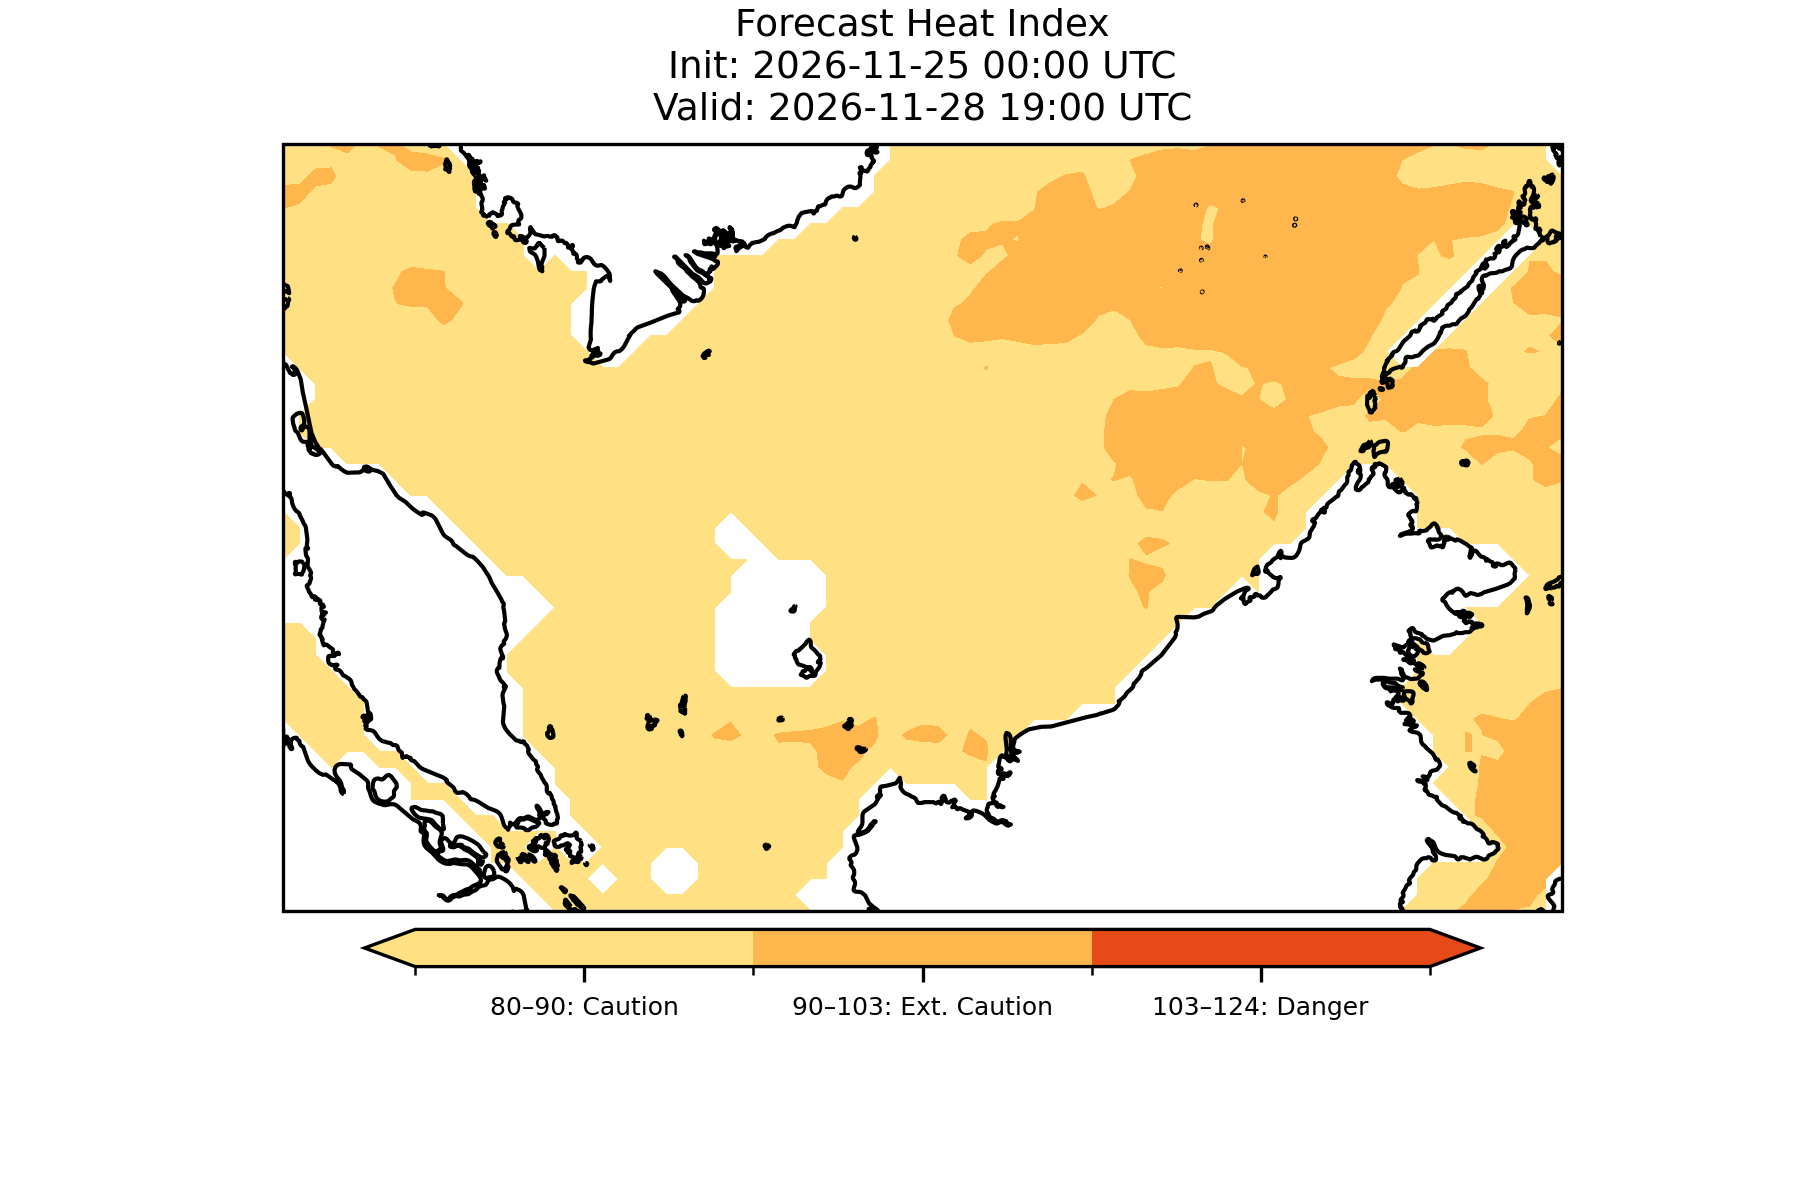 Forecast Heat Index
Init: 2026-11-25 00:00 UTC
Valid: 2026-11-28 19:00 UTC
80–90: Caution
90–103: Ext. Caution
103–124: Danger